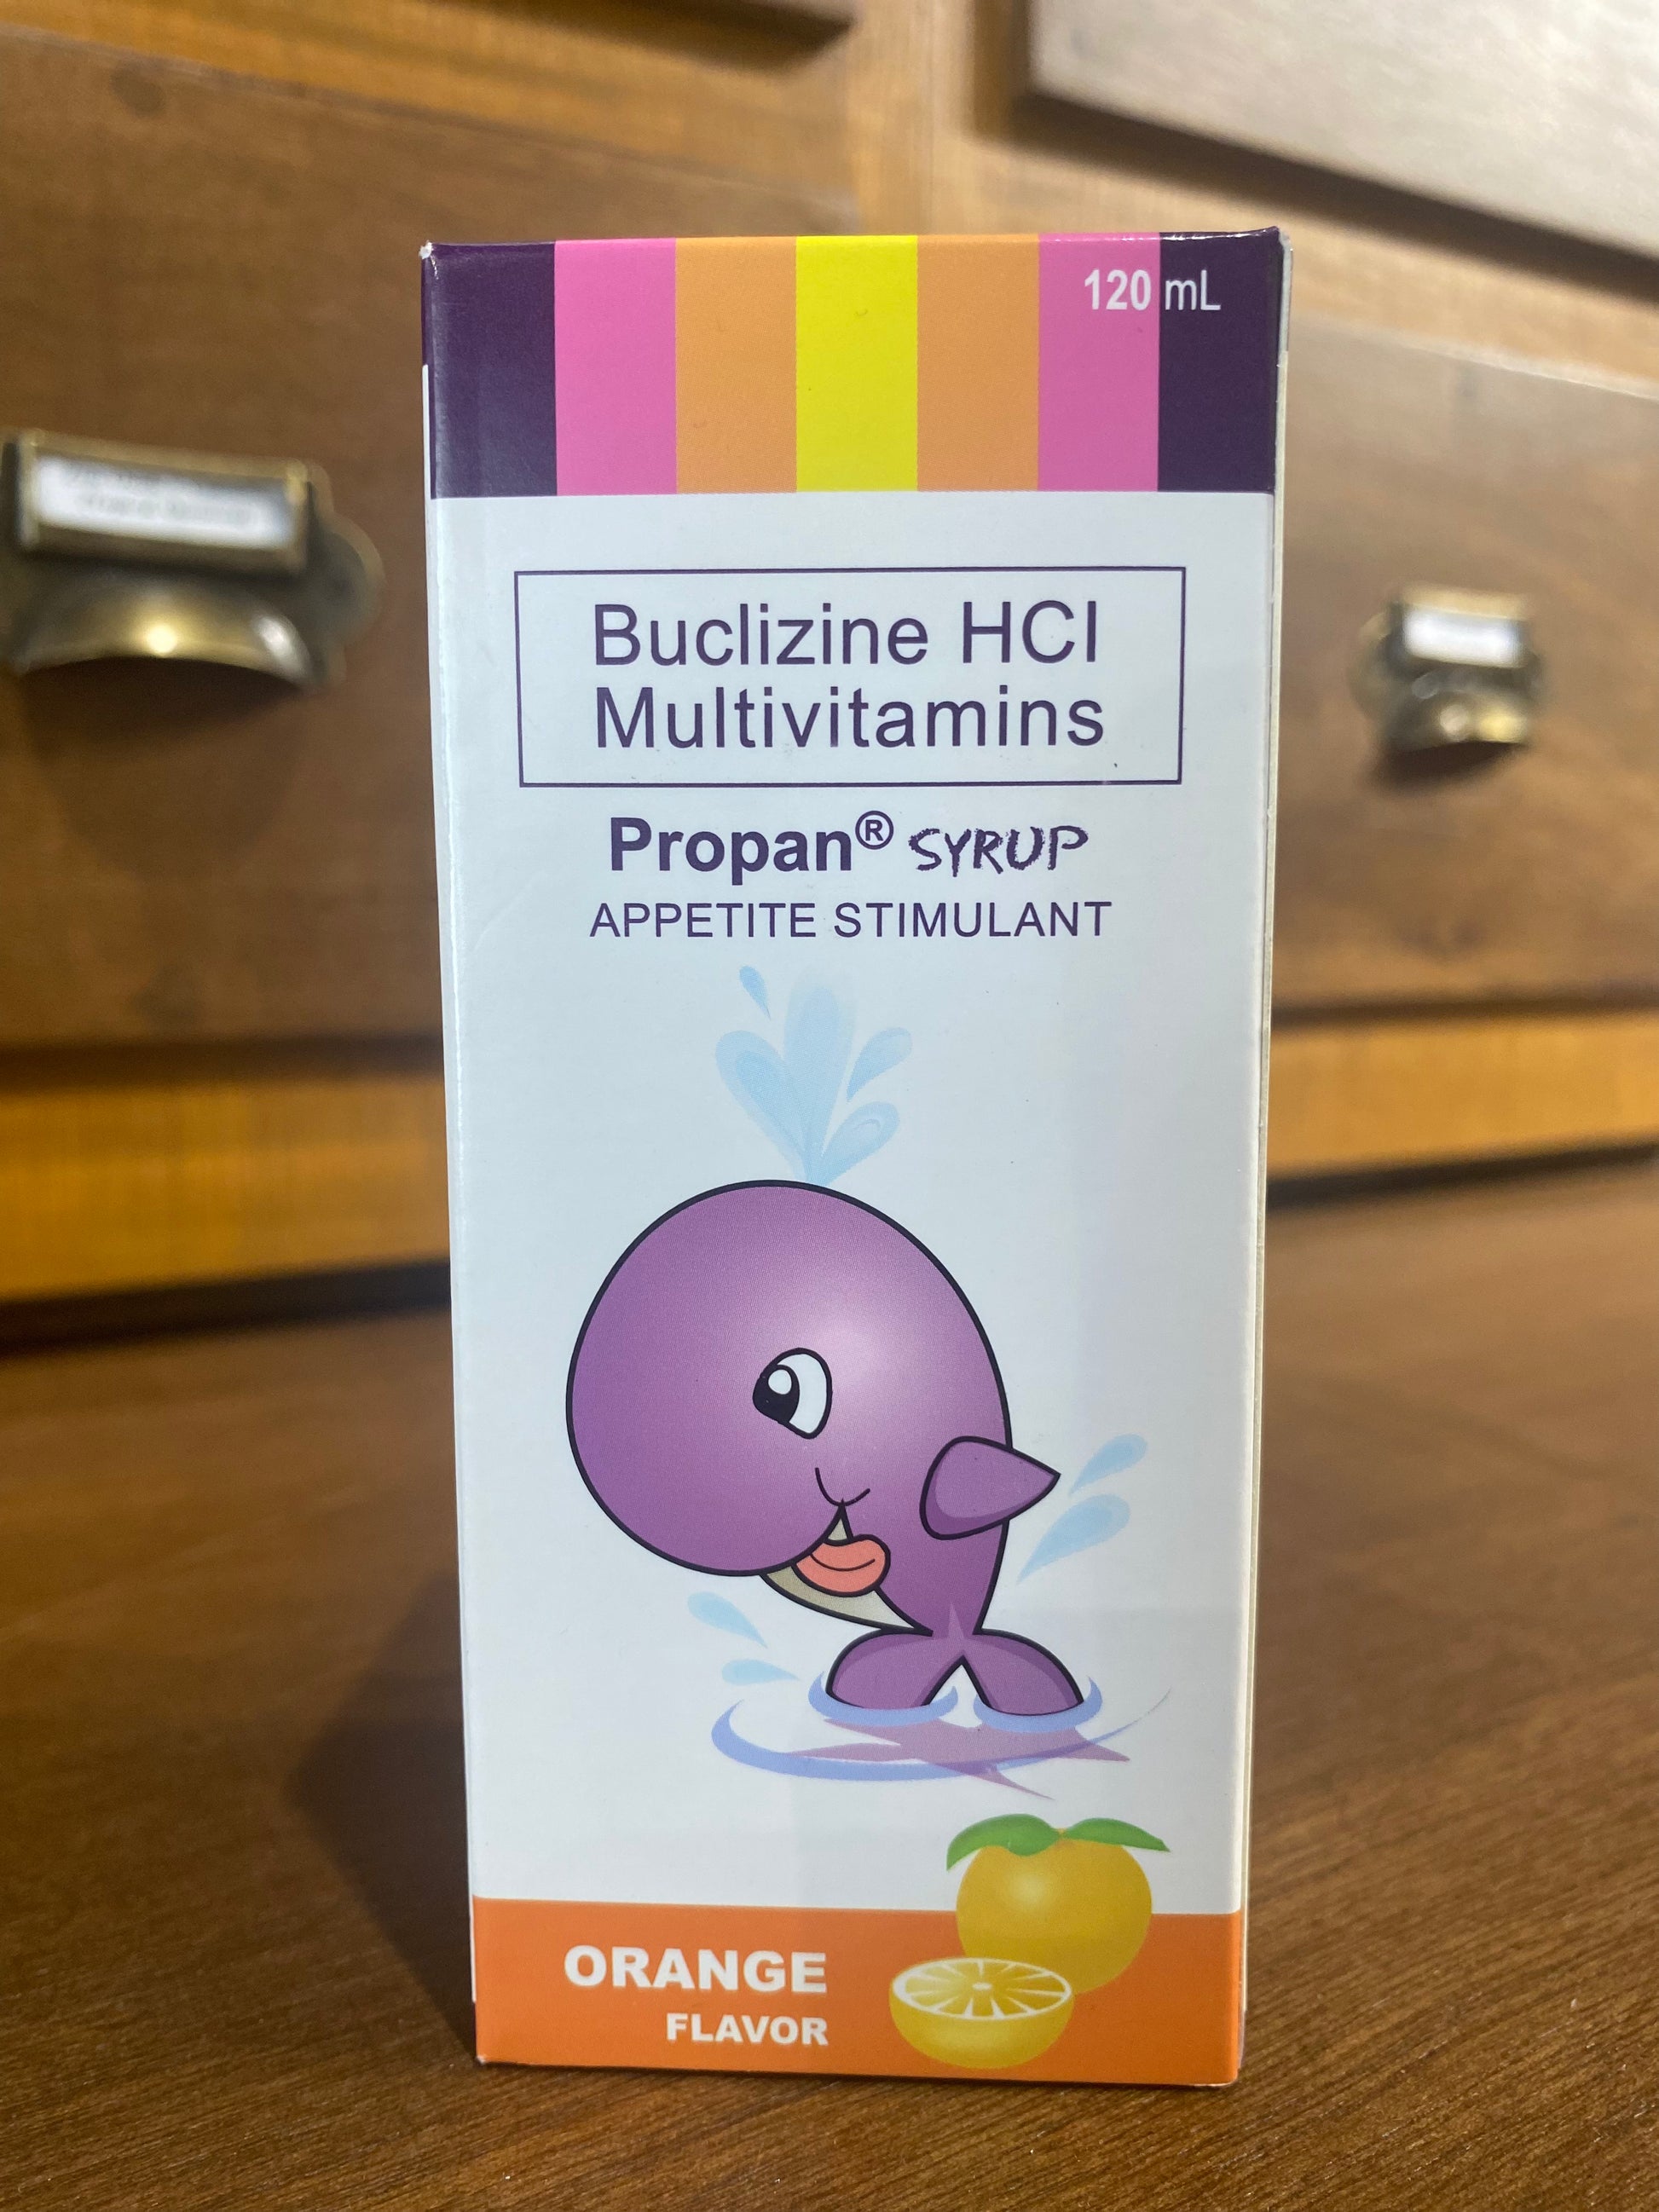 120 mL
Buclizine HCl
Multivitamins
Propan® SYRUP
APPETITE STIMULANT
ORANGE
FLAVOR